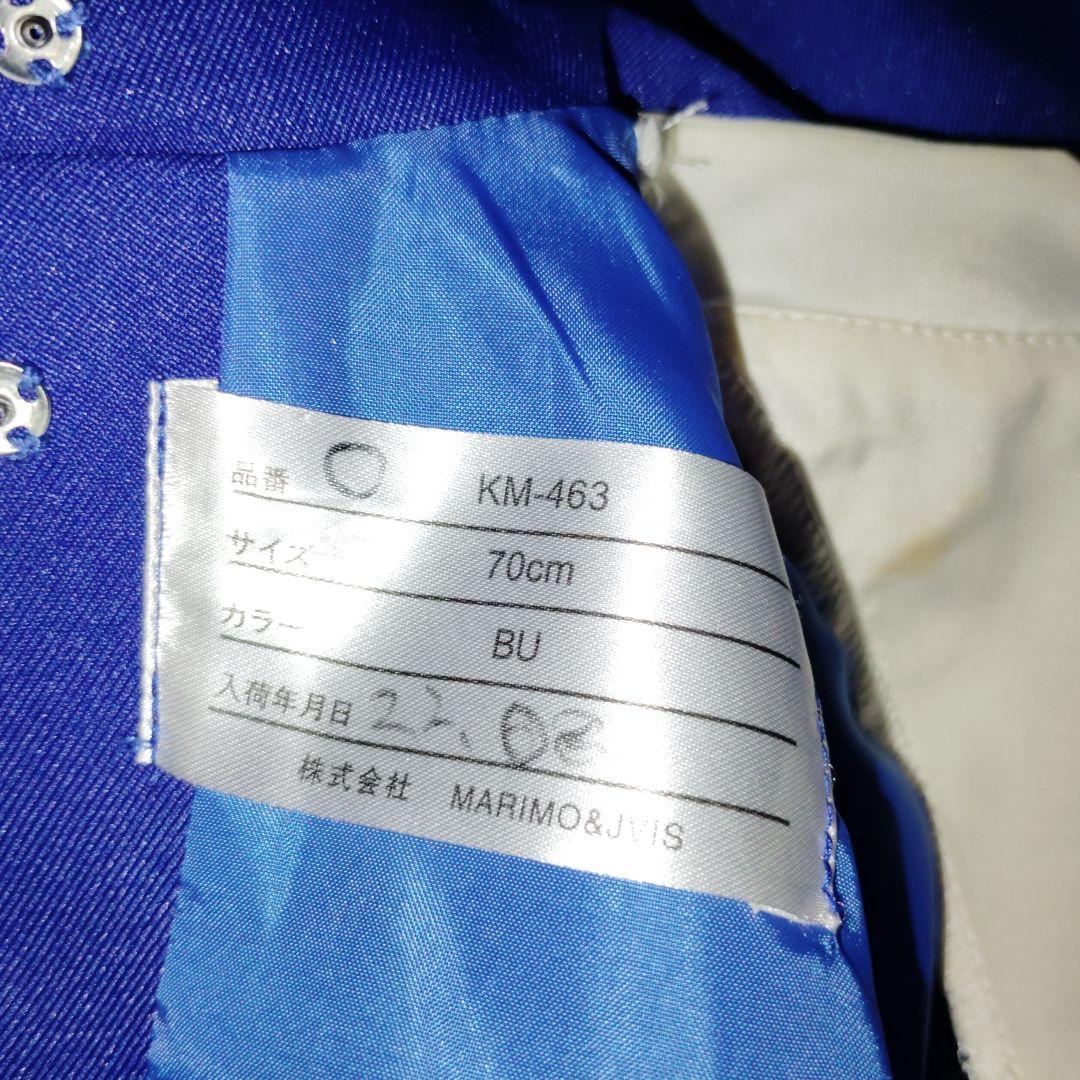 品番 〇 KM-463
サイズ 70cm
カラー BU
入荷年月日 22.
株式会社 MARIMO&JVIS